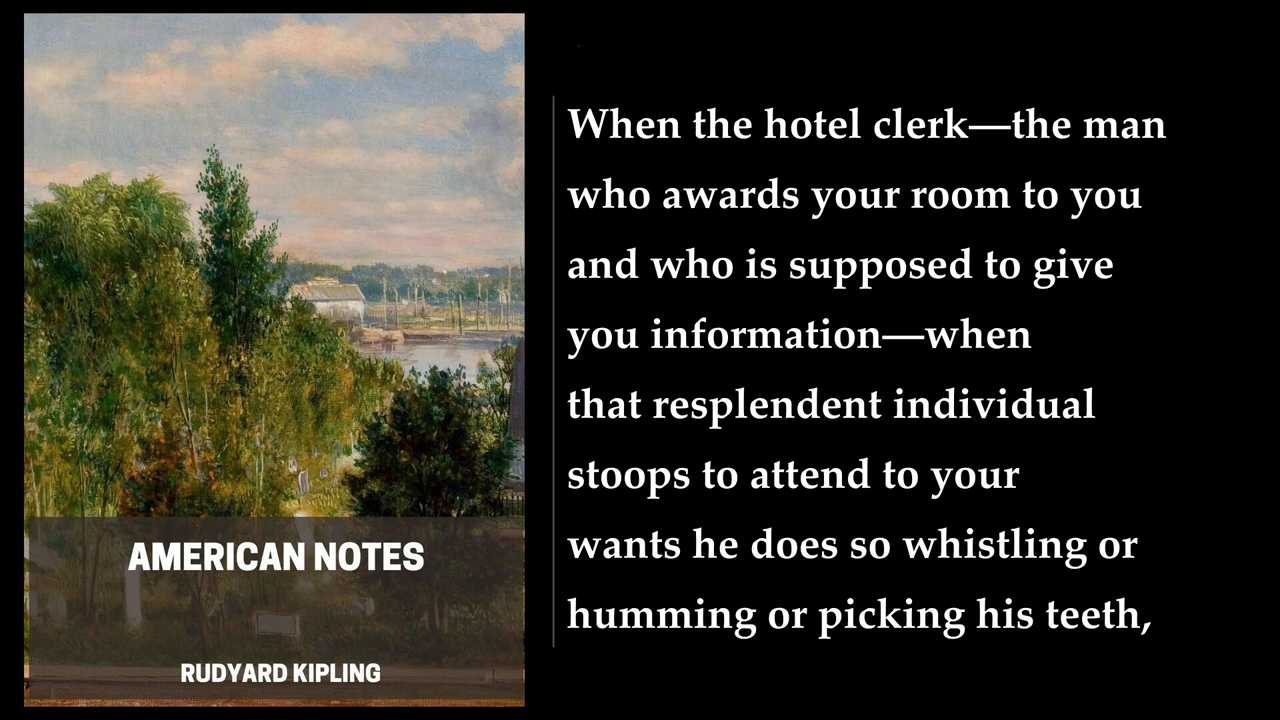 AMERICAN NOTES
RUDYARD KIPLING
When the hotel clerk—the man
who awards your room to you
and who is supposed to give
you information—when
that resplendent individual
stoops to attend to your
wants he does so whistling or
humming or picking his teeth,